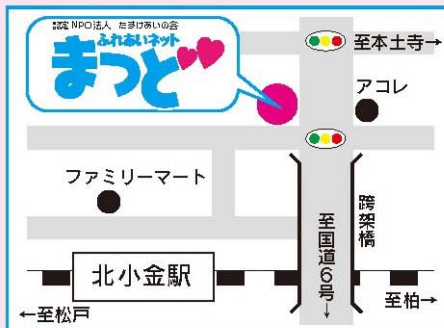 認定 NPO法人 たすけあいの会
ふれあいネット
まつど
至本土寺→
アコレ
ファミリーマート
跨架橋
至国道6号→
北小金駅
←至松戸
至柏→